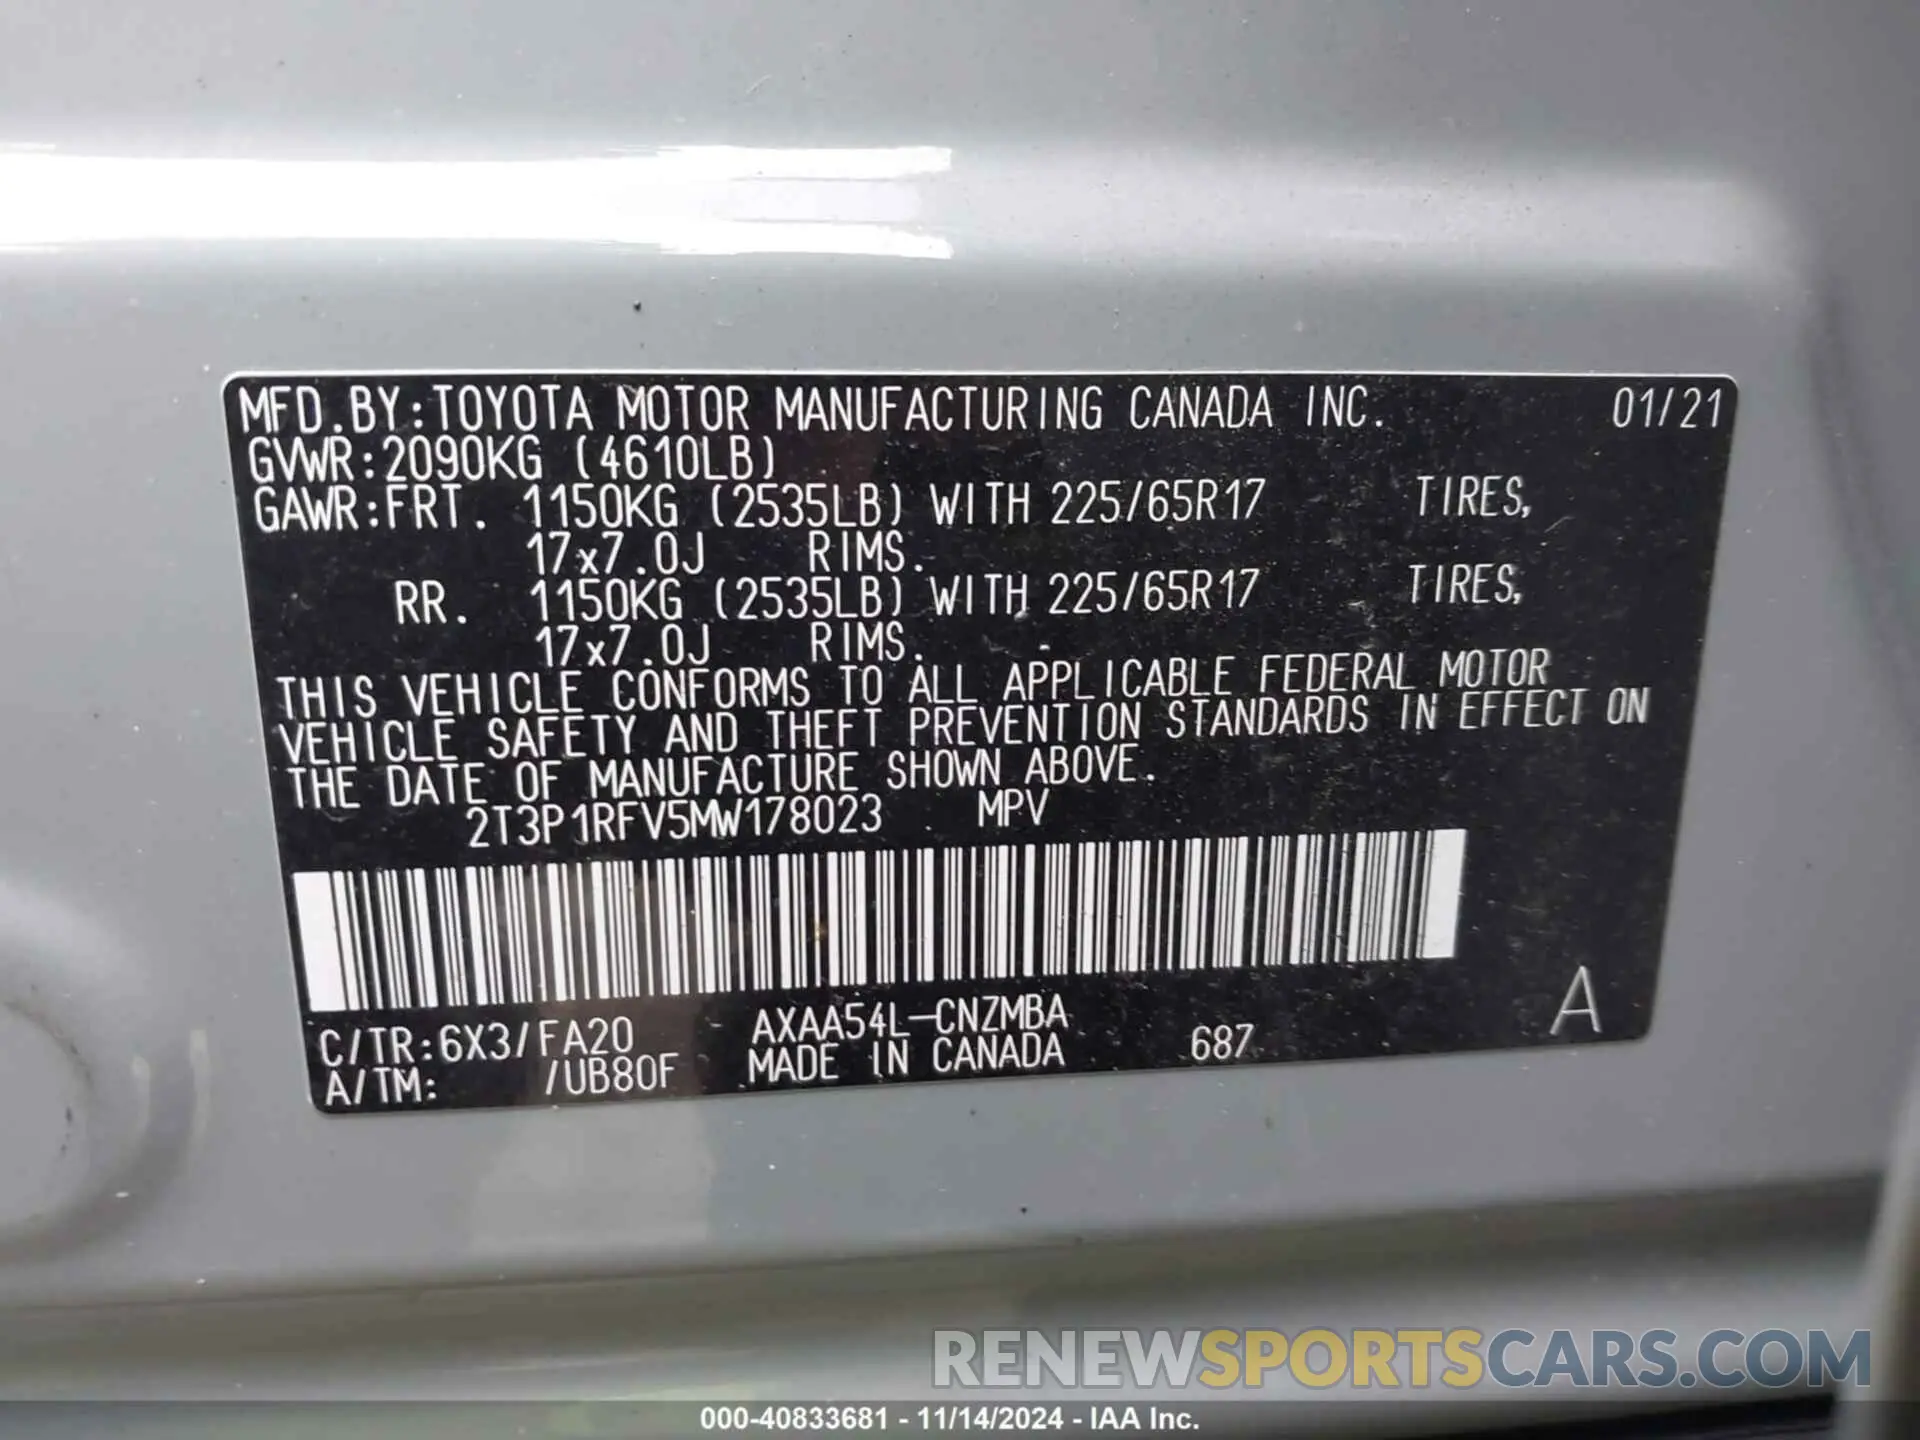 MFD.BY:TOYOTA MOTOR MANUFACTURING CANADA INC. 01/21
GVWR:2090KG (4610LB)
GAWR:FRT. 1150KG (2535LB) WITH 225/65R17 TIRES,
17x7.0J RIMS.
RR. 1150KG (2535LB) WITH 225/65R17 TIRES,
17x7.0J RIMS.
THIS VEHICLE CONFORMS TO ALL APPLICABLE FEDERAL MOTOR
VEHICLE SAFETY AND THEFT PREVENTION STANDARDS IN EFFECT ON
THE DATE OF MANUFACTURE SHOWN ABOVE.
2T3P1RFV5MW178023 MPV
C/TR:6X3/FA20 AXAA54L-CNZMBA A
A/TM: /UB80F MADE IN CANADA 687
RENEWSPORTSCARS.COM
000-40833681 - 11/14/2024 - IAA Inc.